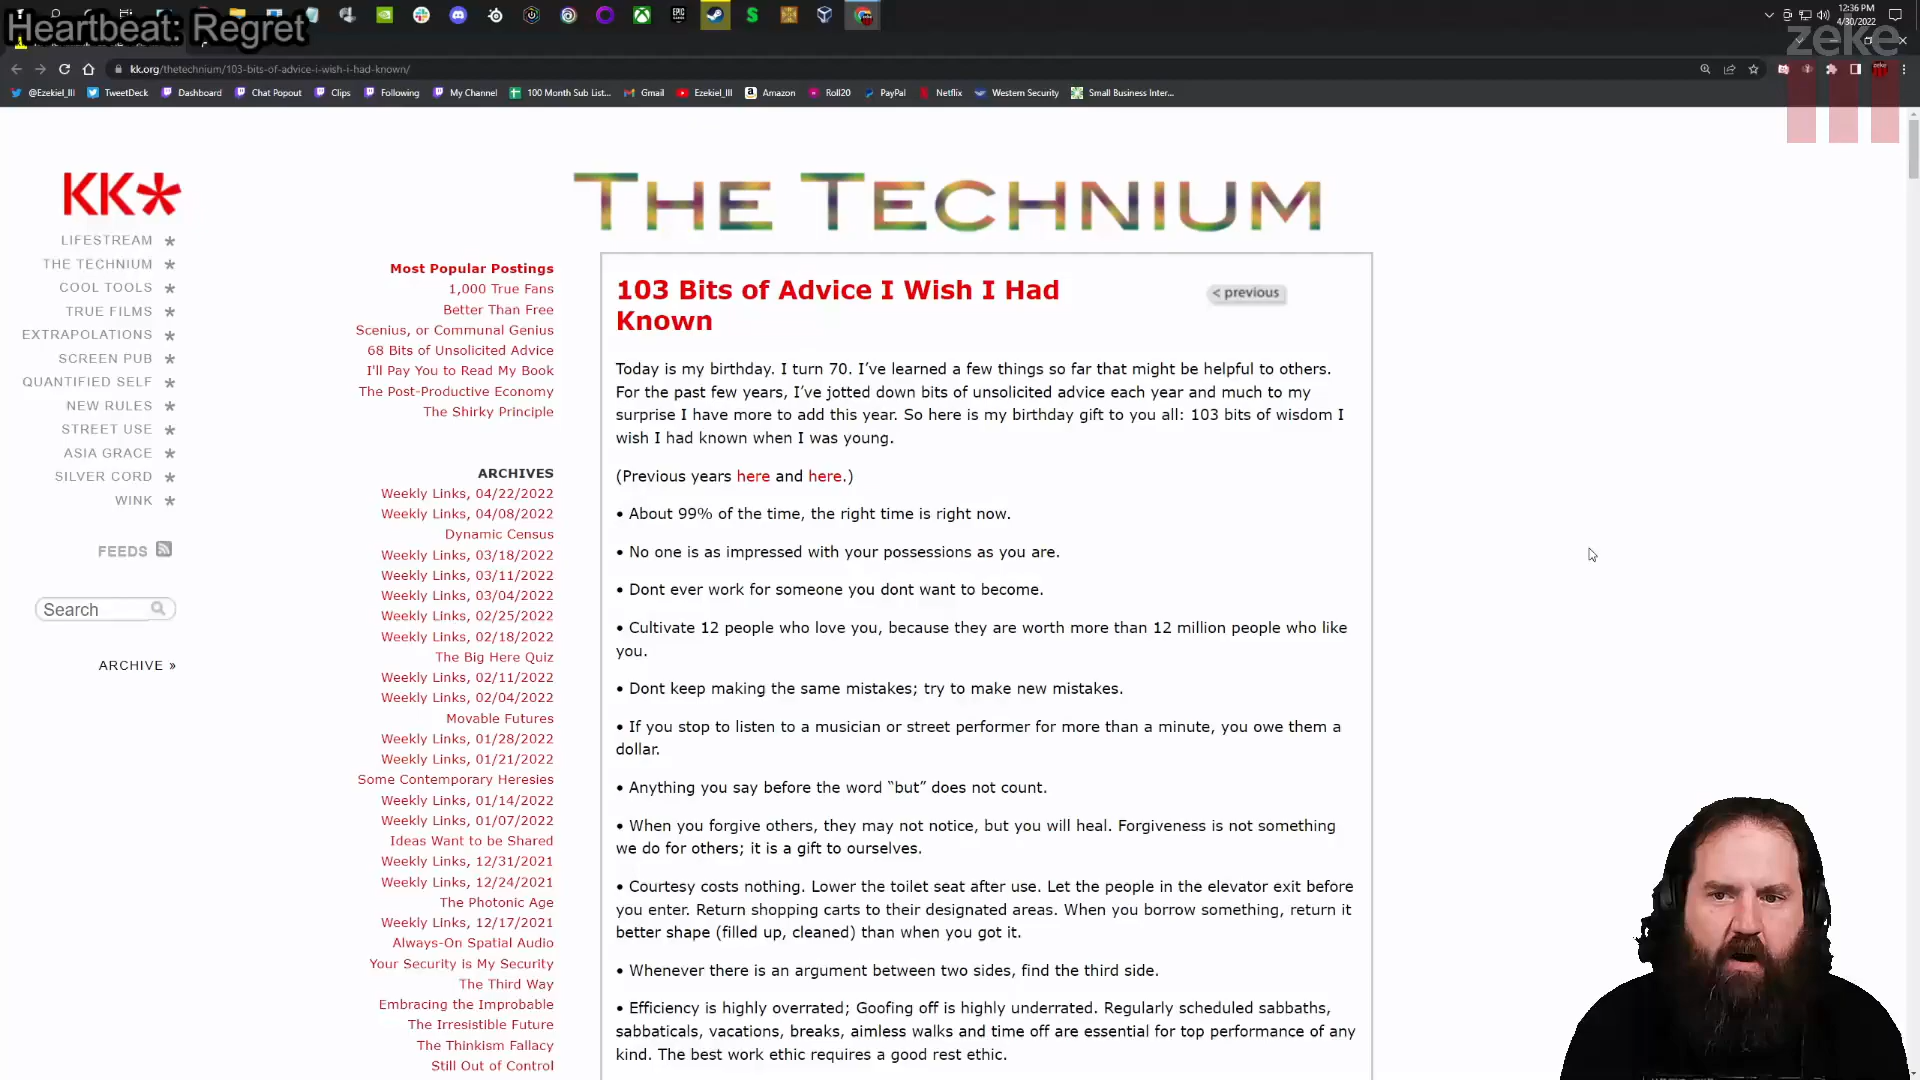 Heartbeat: Regret
12:36 PM
4/30/2022
zeke
III
kk.org/thetechnium/103-bits-of-advice-i-wish-i-had-known/
@Ezekiel_III
TweetDeck
Dashboard
Chat Popout
Clips
Following
My Channel
100 Month Sub List...
Gmail
Ezekiel_III
Amazon
Roll20
PayPal
Netflix
Western Security
Small Business Inter...
KK*
THE TECHNIUM
LIFESTREAM *
THE TECHNIUM *
COOL TOOLS *
TRUE FILMS *
EXTRAPOLATIONS *
SCREEN PUB *
QUANTIFIED SELF *
NEW RULES *
STREET USE *
ASIA GRACE *
SILVER CORD *
WINK *
FEEDS
Search
ARCHIVE »
Most Popular Postings
1,000 True Fans
Better Than Free
Scenius, or Communal Genius
68 Bits of Unsolicited Advice
I'll Pay You to Read My Book
The Post-Productive Economy
The Shirky Principle
ARCHIVES
Weekly Links, 04/22/2022
Weekly Links, 04/08/2022
Dynamic Census
Weekly Links, 03/18/2022
Weekly Links, 03/11/2022
Weekly Links, 03/04/2022
Weekly Links, 02/25/2022
Weekly Links, 02/18/2022
The Big Here Quiz
Weekly Links, 02/11/2022
Weekly Links, 02/04/2022
Movable Futures
Weekly Links, 01/28/2022
Weekly Links, 01/21/2022
Some Contemporary Heresies
Weekly Links, 01/14/2022
Weekly Links, 01/07/2022
Ideas Want to be Shared
Weekly Links, 12/31/2021
Weekly Links, 12/24/2021
The Photonic Age
Weekly Links, 12/17/2021
Always-On Spatial Audio
Your Security is My Security
The Third Way
Embracing the Improbable
The Irresistible Future
The Thinkism Fallacy
Still Out of Control
103 Bits of Advice I Wish I Had
Known
< previous
Today is my birthday. I turn 70. I’ve learned a few things so far that might be helpful to others.
For the past few years, I’ve jotted down bits of unsolicited advice each year and much to my
surprise I have more to add this year. So here is my birthday gift to you all: 103 bits of wisdom I
wish I had known when I was young.
(Previous years here and here.)
• About 99% of the time, the right time is right now.
• No one is as impressed with your possessions as you are.
• Dont ever work for someone you dont want to become.
• Cultivate 12 people who love you, because they are worth more than 12 million people who like
you.
• Dont keep making the same mistakes; try to make new mistakes.
• If you stop to listen to a musician or street performer for more than a minute, you owe them a
dollar.
• Anything you say before the word “but” does not count.
• When you forgive others, they may not notice, but you will heal. Forgiveness is not something
we do for others; it is a gift to ourselves.
• Courtesy costs nothing. Lower the toilet seat after use. Let the people in the elevator exit before
you enter. Return shopping carts to their designated areas. When you borrow something, return it
better shape (filled up, cleaned) than when you got it.
• Whenever there is an argument between two sides, find the third side.
• Efficiency is highly overrated; Goofing off is highly underrated. Regularly scheduled sabbaths,
sabbaticals, vacations, breaks, aimless walks and time off are essential for top performance of any
kind. The best work ethic requires a good rest ethic.